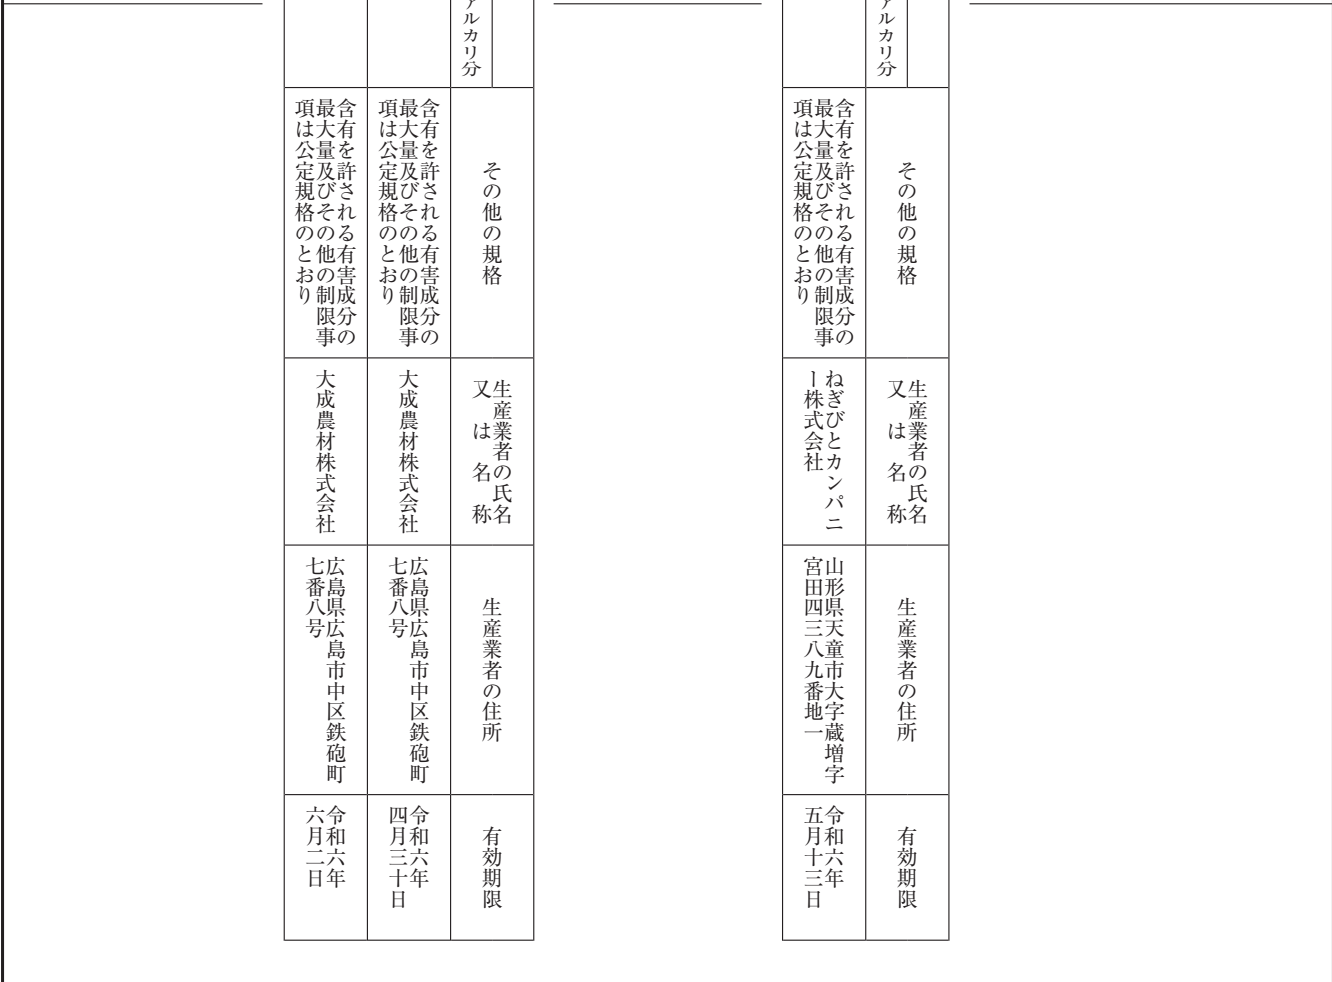 アルカリ分
その他の規格
生産業者の氏名
又は名称
生産業者の住所
有効期限
含有を許される有害成分の
最大量及びその他の制限事
項は公定規格のとおり
ねぎびとカンパニ
ー株式会社
山形県天童市大字蔵増字
宮田四三八九番地一
令和六年
五月十三日
アルカリ分
その他の規格
生産業者の氏名
又は名称
生産業者の住所
有効期限
含有を許される有害成分の
最大量及びその他の制限事
項は公定規格のとおり
大成農材株式会社
広島県広島市中区鉄砲町
七番八号
令和六年
四月三十日
含有を許される有害成分の
最大量及びその他の制限事
項は公定規格のとおり
大成農材株式会社
広島県広島市中区鉄砲町
七番八号
令和六年
六月二日